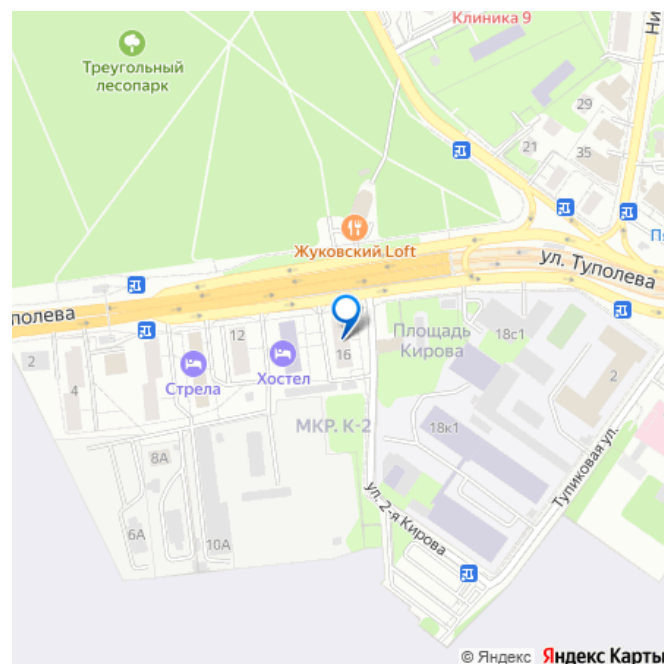 Клиника 9
Треугольный
лесопарк
29
21
35
Жуковский Loft
ул. Туполева
полева
Площадь
Кирова
18с1
2
12
16
2
4
Стрела
Хостел
МКР. К-2
18к1
8А
6А
10А
ул. 2-я Кирова
Тупиковая ул.
© Яндекс Яндекс Карты